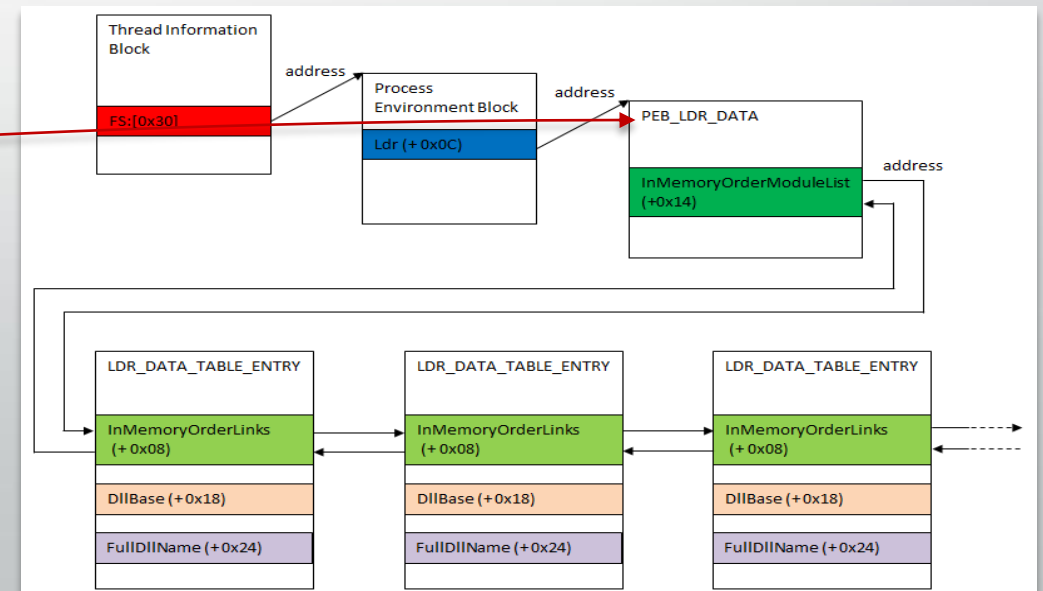 Thread Information
Block
address
Process
Environment Block
address
PEB_LDR_DATA
FS:[0x30]
Ldr (+ 0x0C)
address
InMemoryOrderModuleList
(+0x14)
LDR_DATA_TABLE_ENTRY
LDR_DATA_TABLE_ENTRY
LDR_DATA_TABLE_ENTRY
InMemoryOrderLinks
(+ 0x08)
InMemoryOrderLinks
(+ 0x08)
InMemoryOrderLinks
(+ 0x08)
DllBase (+0x18)
DllBase (+0x18)
DllBase (+0x18)
FullDllName (+0x24)
FullDllName (+0x24)
FullDllName (+0x24)